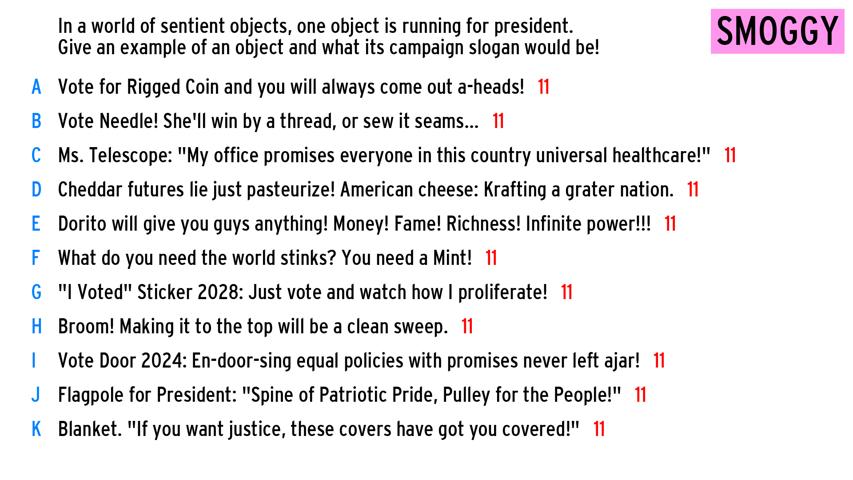 In a world of sentient objects, one object is running for president.
Give an example of an object and what its campaign slogan would be!
SMOGGY
A Vote for Rigged Coin and you will always come out a-heads! 11
B Vote Needle! She'll win by a thread, or sew it seams... 11
C Ms. Telescope: "My office promises everyone in this country universal healthcare!" 11
D Cheddar futures lie just pasteurize! American cheese: Krafting a grater nation. 11
E Dorito will give you guys anything! Money! Fame! Richness! Infinite power!!! 11
F What do you need the world stinks? You need a Mint! 11
G "I Voted" Sticker 2028: Just vote and watch how I proliferate! 11
H Broom! Making it to the top will be a clean sweep. 11
I Vote Door 2024: En-door-sing equal policies with promises never left ajar! 11
J Flagpole for President: "Spine of Patriotic Pride, Pulley for the People!" 11
K Blanket. "If you want justice, these covers have got you covered!" 11